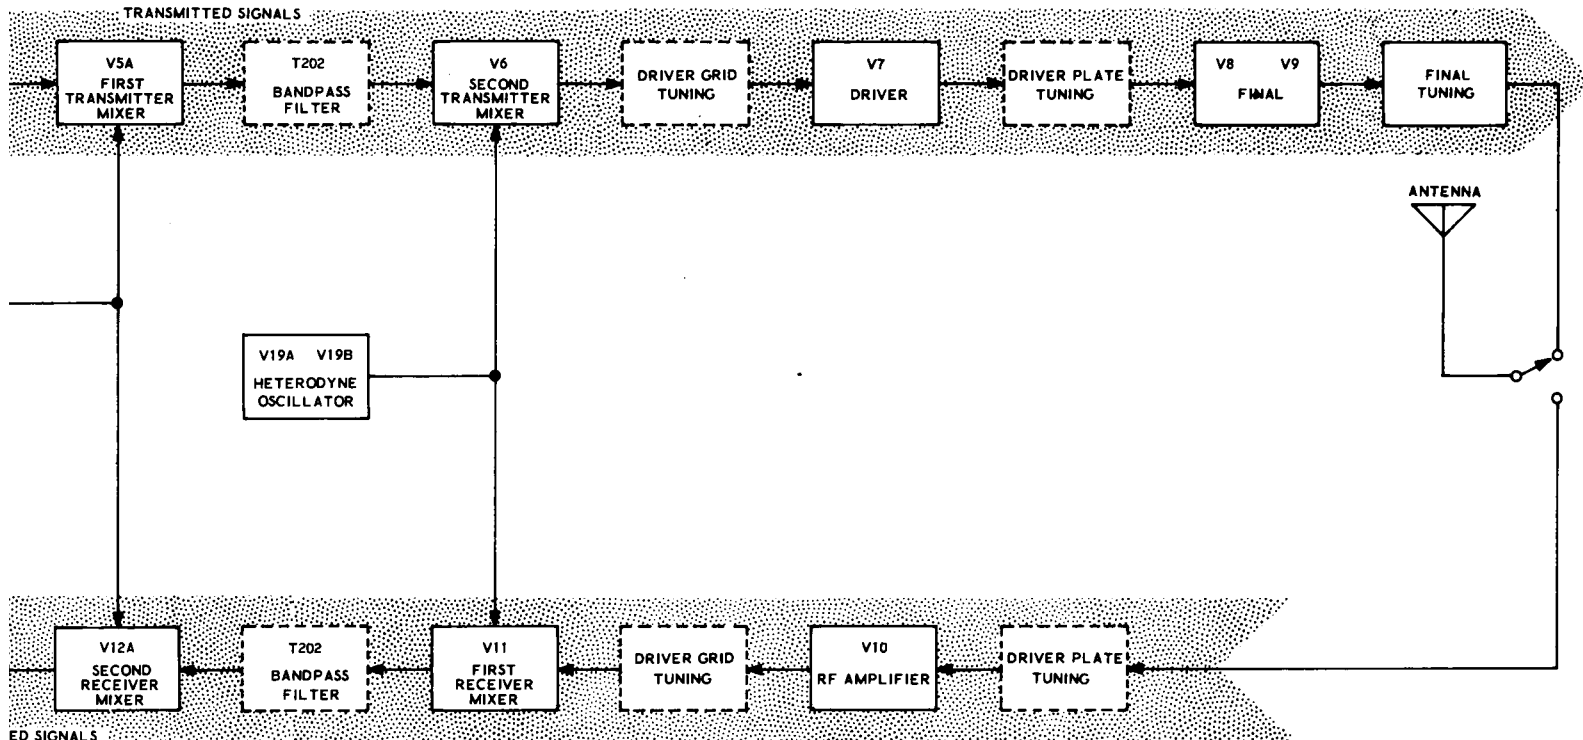 TRANSMITTED SIGNALS
V5A
FIRST
TRANSMITTER
MIXER
T202
BANDPASS
FILTER
V6
SECOND
TRANSMITTER
MIXER
DRIVER GRID
TUNING
V7
DRIVER
DRIVER PLATE
TUNING
V8 V9
FINAL
FINAL
TUNING
ANTENNA
V19A V19B
HETERODYNE
OSCILLATOR
V12A
SECOND
RECEIVER
MIXER
T202
BANDPASS
FILTER
V11
FIRST
RECEIVER
MIXER
DRIVER GRID
TUNING
V10
RF AMPLIFIER
DRIVER PLATE
TUNING
ED SIGNALS